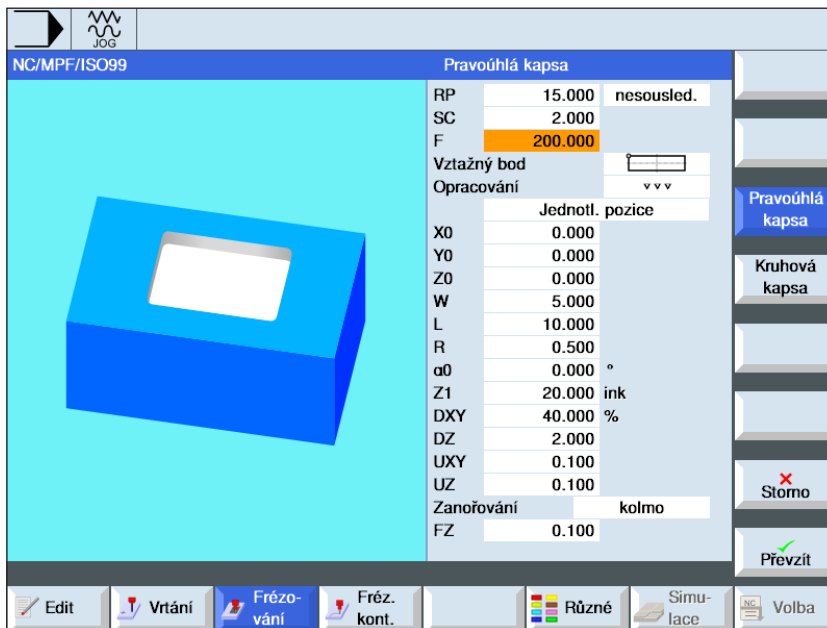 JOG
NC/MPF/ISO99
Pravoúhlá kapsa
RP 15.000 nesousled.
SC 2.000
F 200.000
Vztažný bod
Opracování ▿▿▿
Jednotl. pozice
X0 0.000
Y0 0.000
Z0 0.000
W 5.000
L 10.000
R 0.500
α0 0.000 °
Z1 20.000 ink
DXY 40.000 %
DZ 2.000
UXY 0.100
UZ 0.100
Zanořování kolmo
FZ 0.100
Pravoúhlá
kapsa
Kruhová
kapsa
Storno
Převzít
Edit
Vrtání
Frézo-
vání
Fréz.
kont.
Různé
Simu-
lace
NC
Volba